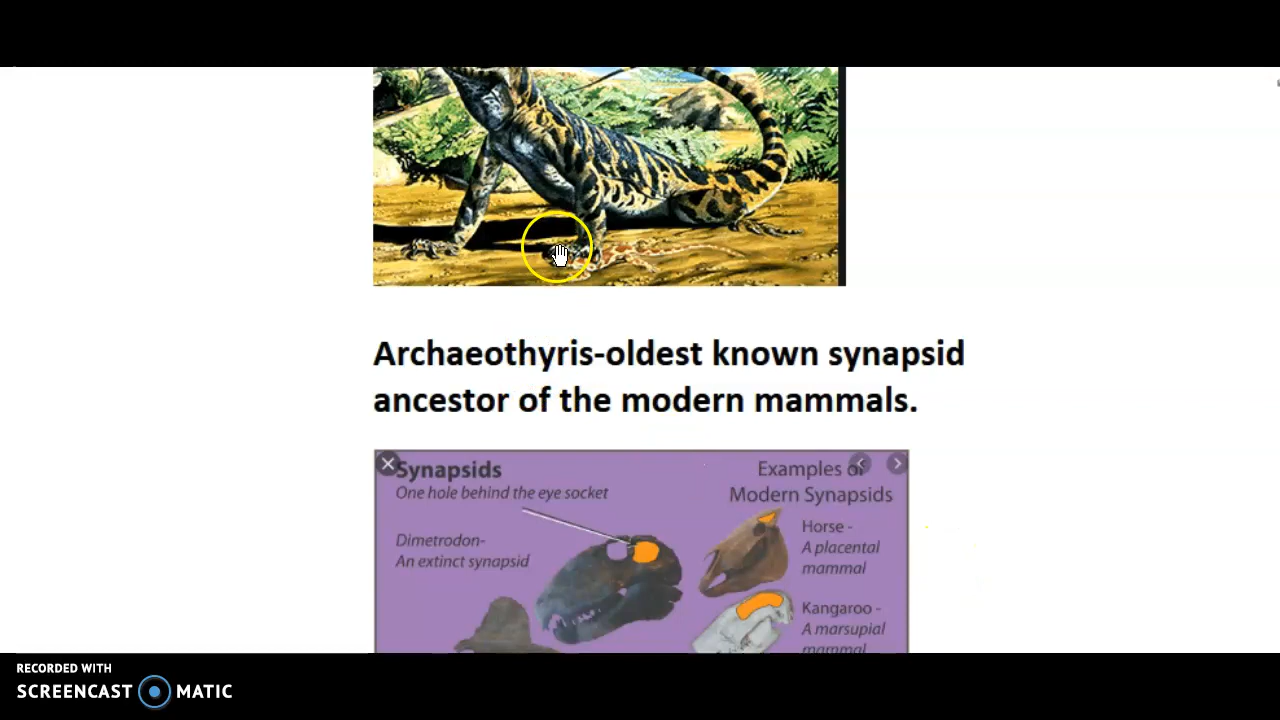 Archaeothyris-oldest known synapsid
ancestor of the modern mammals.
Synapsids
One hole behind the eye socket
Dimetrodon-
An extinct synapsid
Examples of
Modern Synapsids
Horse -
A placental
mammal
Kangaroo -
A marsupial
mammal
RECORDED WITH
SCREENCAST MATIC